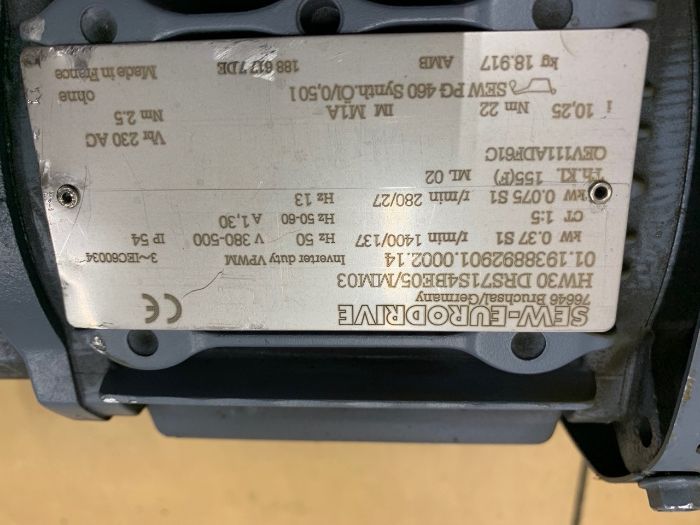 SEW-EURODRIVE
76646 Bruchsal/Germany
HW30 DRS71S4BE05/MM03
01.1938892901.0002.14 3~IEC60034
kW 0.37 S1 r/min 1400/137 Hz 50 V 380-500 IP 54
Inverter duty VPWM
CT 1:5 Hz 50-60 A 1,30
kW 0.075 S1 r/min 280/27 Hz 13
Th.Kl. 155(F) ML 02
QEV111ADF61C
Vbr 230 AC
i 10,25 Nm 22 IM M1A Nm 2.5
SEW PG 460 Synth.Öl/0,50 l ohne
kg 18.917 AMB 188 617 7DE Made in France